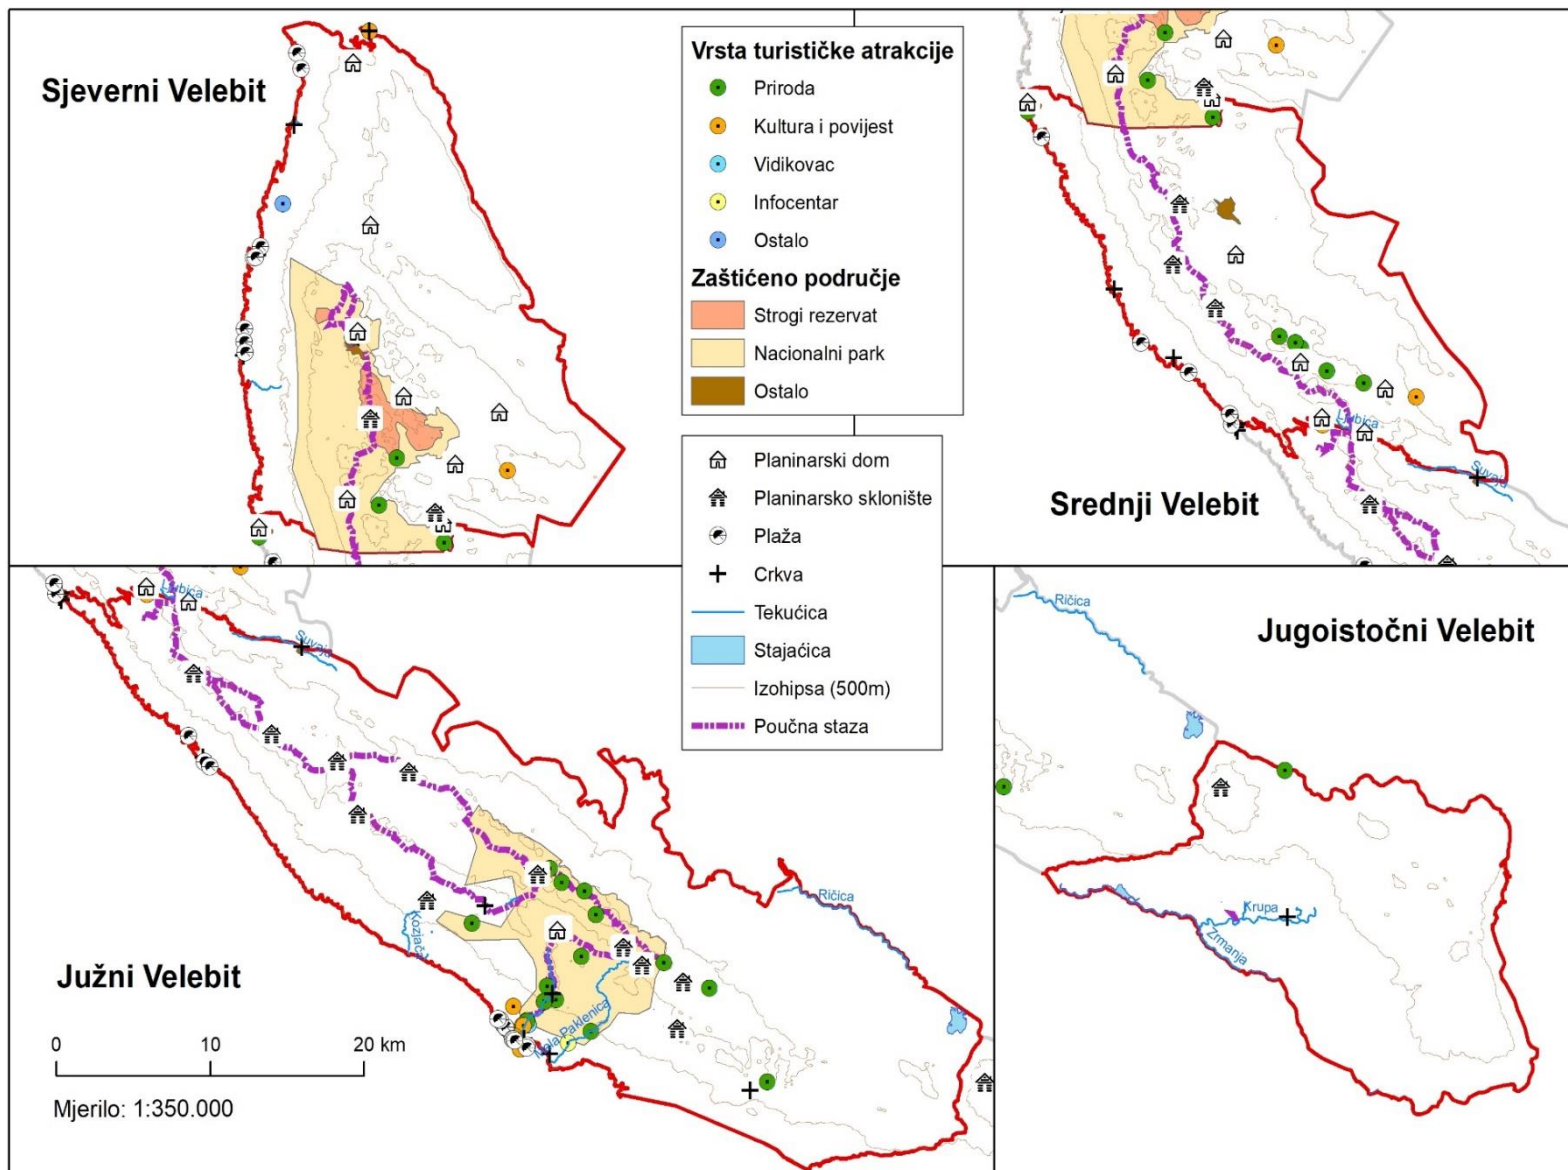 Sjeverni Velebit
Vrsta turističke atrakcije
Priroda
Kultura i povijest
Vidikovac
Infocentar
Ostalo
Zaštićeno područje
Strogi rezervat
Nacionalni park
Ostalo
Planinarski dom
Planinarsko sklonište
Plaža
Crkva
Tekućica
Stajaćica
Izohipsa (500m)
Poučna staza
Ljubica
Suvaja
Srednji Velebit
Ljubica
Suvaja
Ričica
Kozjača
Mala Paklenica
Južni Velebit
0 10 20 km
Mjerilo: 1:350.000
Ričica
Jugoistočni Velebit
Krupa
Zrmanja